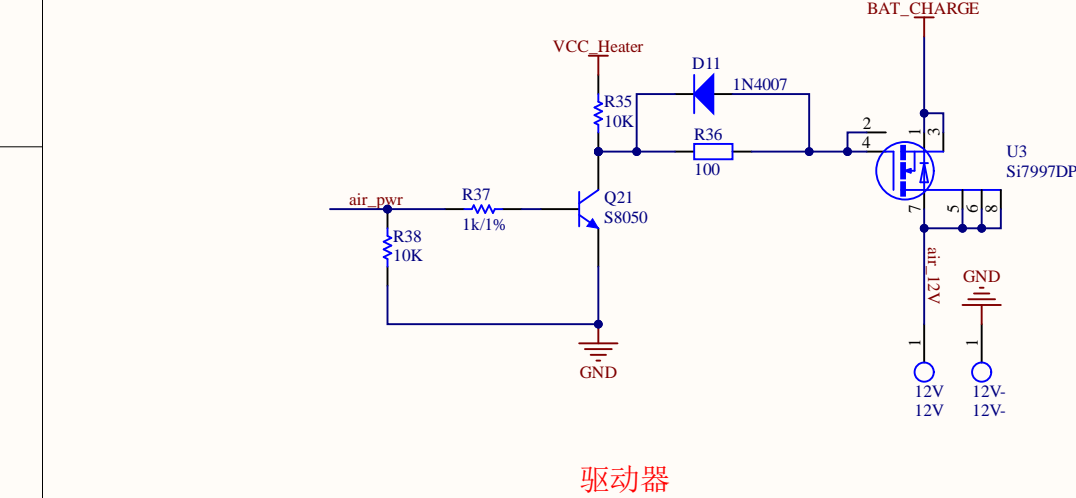 BAT_CHARGE
VCC_Heater
D11
1N4007
R35
10K
R36
100
2
4
1
3
U3
Si7997DP
air_pwr
R37
1k/1%
Q21
S8050
R38
10K
7
5
6
8
air_12V
GND
GND
1
1
12V
12V
12V-
12V-
驱动器